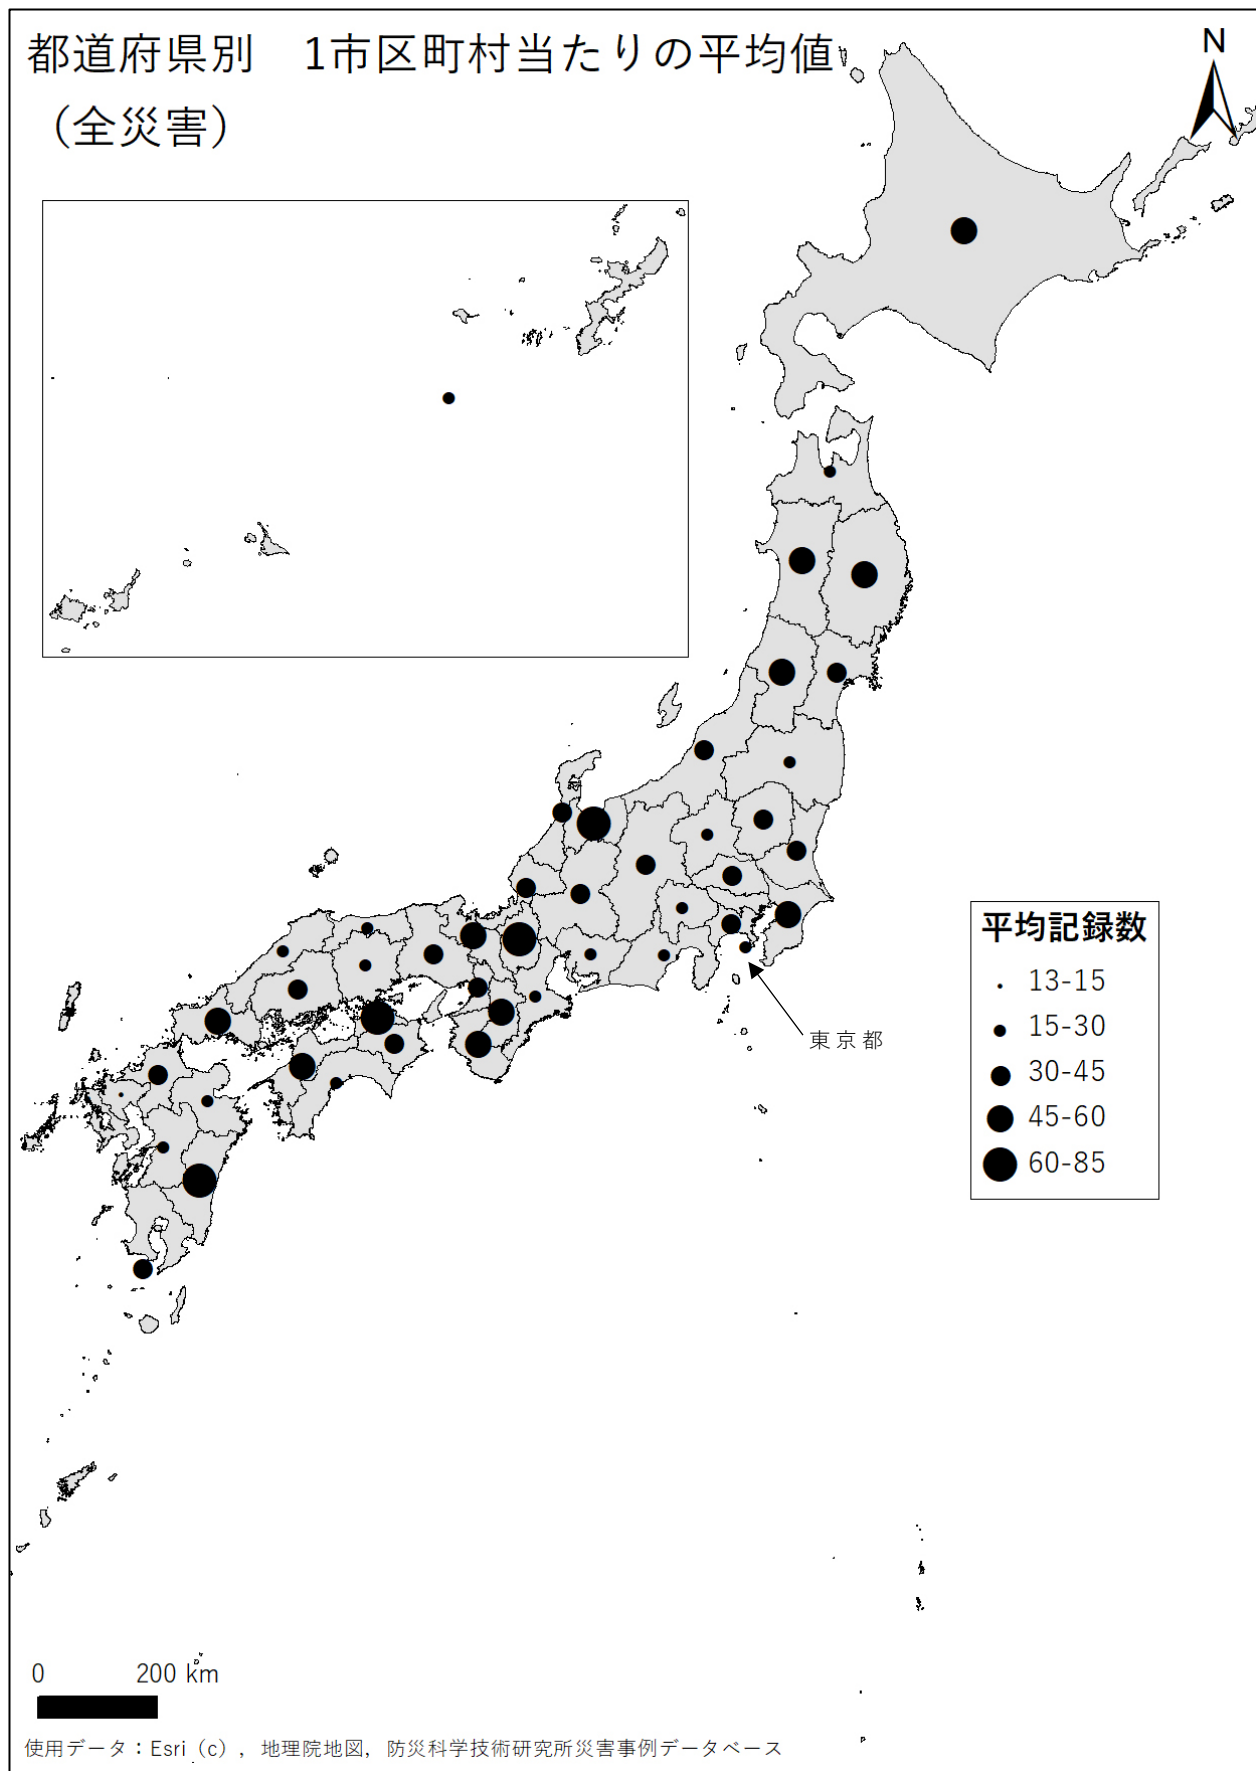 都道府県別　1市区町村当たりの平均値
（全災害）
N
東京都
平均記録数
13-15
15-30
30-45
45-60
60-85
0 200 km
使用データ：Esri（c），地理院地図，防災科学技術研究所災害事例データベース